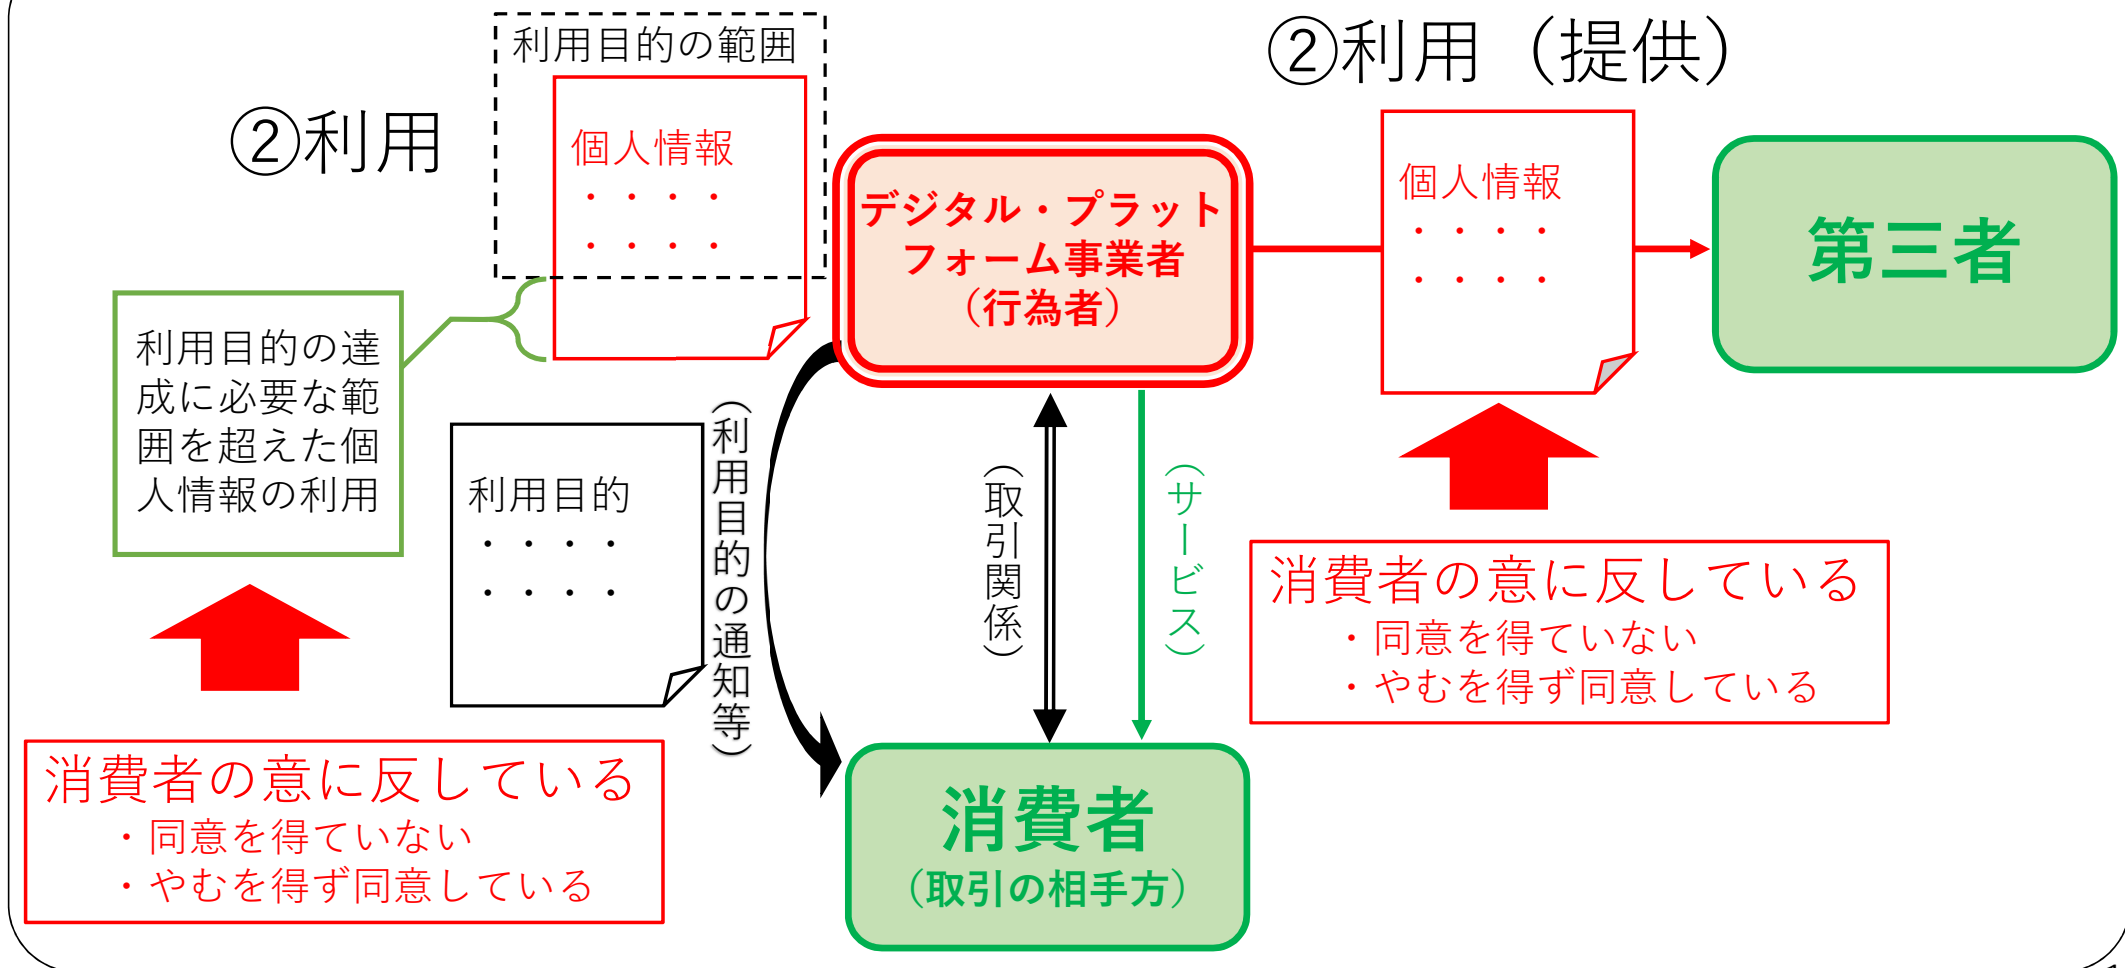 利用目的の範囲
②利用
個人情報
・・・・
・・・・
利用目的の達
成に必要な範
囲を超えた個
人情報の利用
利用目的
・・・・
・・・・
(利用目的の通知等)
消費者の意に反している
・同意を得ていない
・やむを得ず同意している
デジタル・プラット
フォーム事業者
（行為者）
(取引関係)
(サービス)
消費者
（取引の相手方）
②利用（提供）
個人情報
・・・・
・・・・
第三者
消費者の意に反している
・同意を得ていない
・やむを得ず同意している